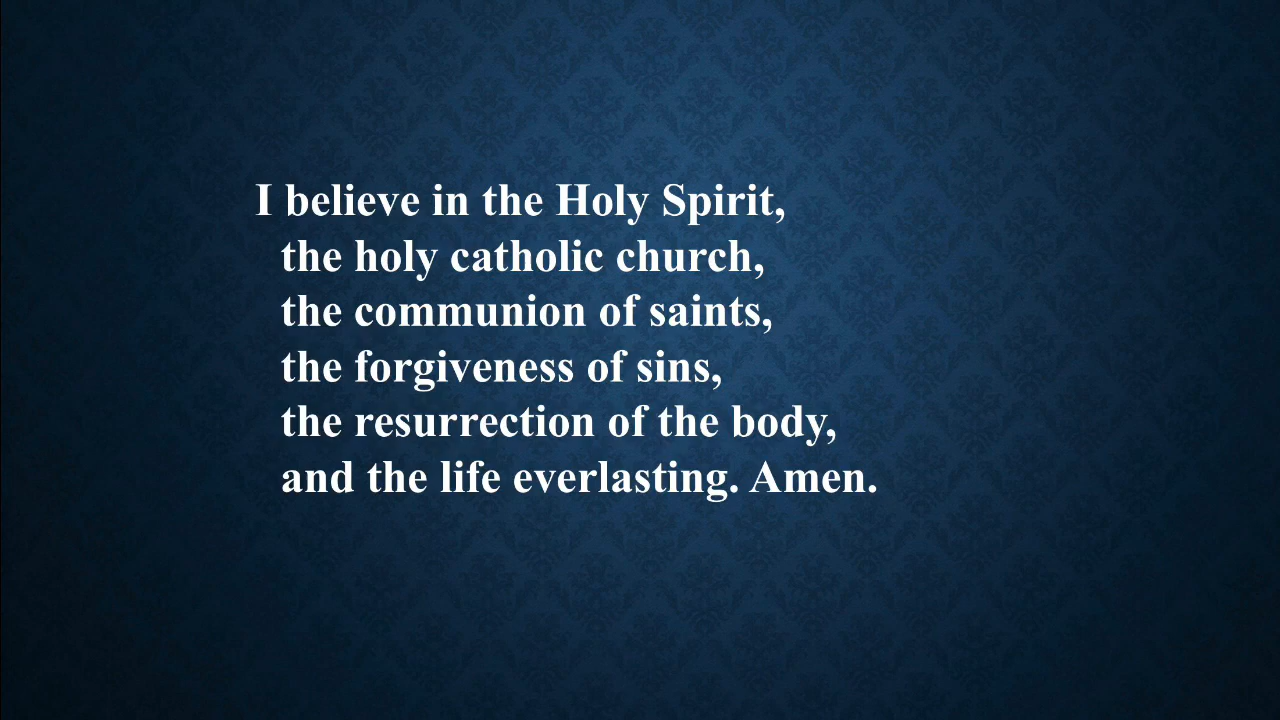 I believe in the Holy Spirit,
the holy catholic church,
the communion of saints,
the forgiveness of sins,
the resurrection of the body,
and the life everlasting. Amen.